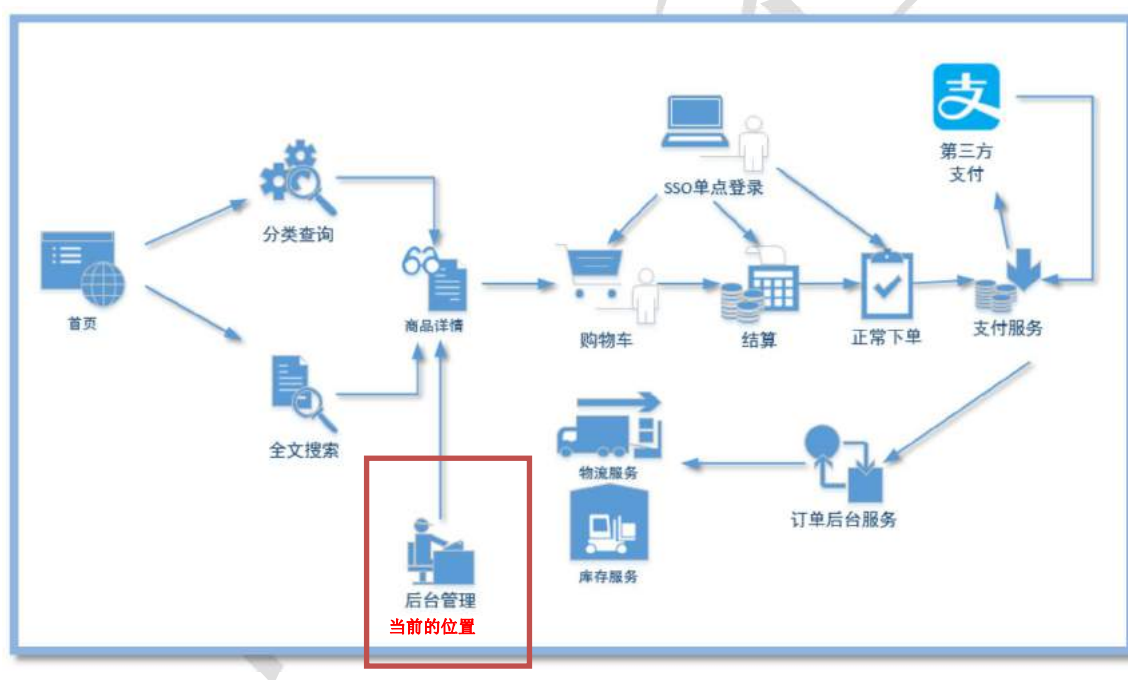 支
第三方
支付
SSO单点登录
分类查询
首页
商品详情
购物车
结算
正常下单
支付服务
全文搜索
物流服务
订单后台服务
库存服务
后台管理
当前的位置